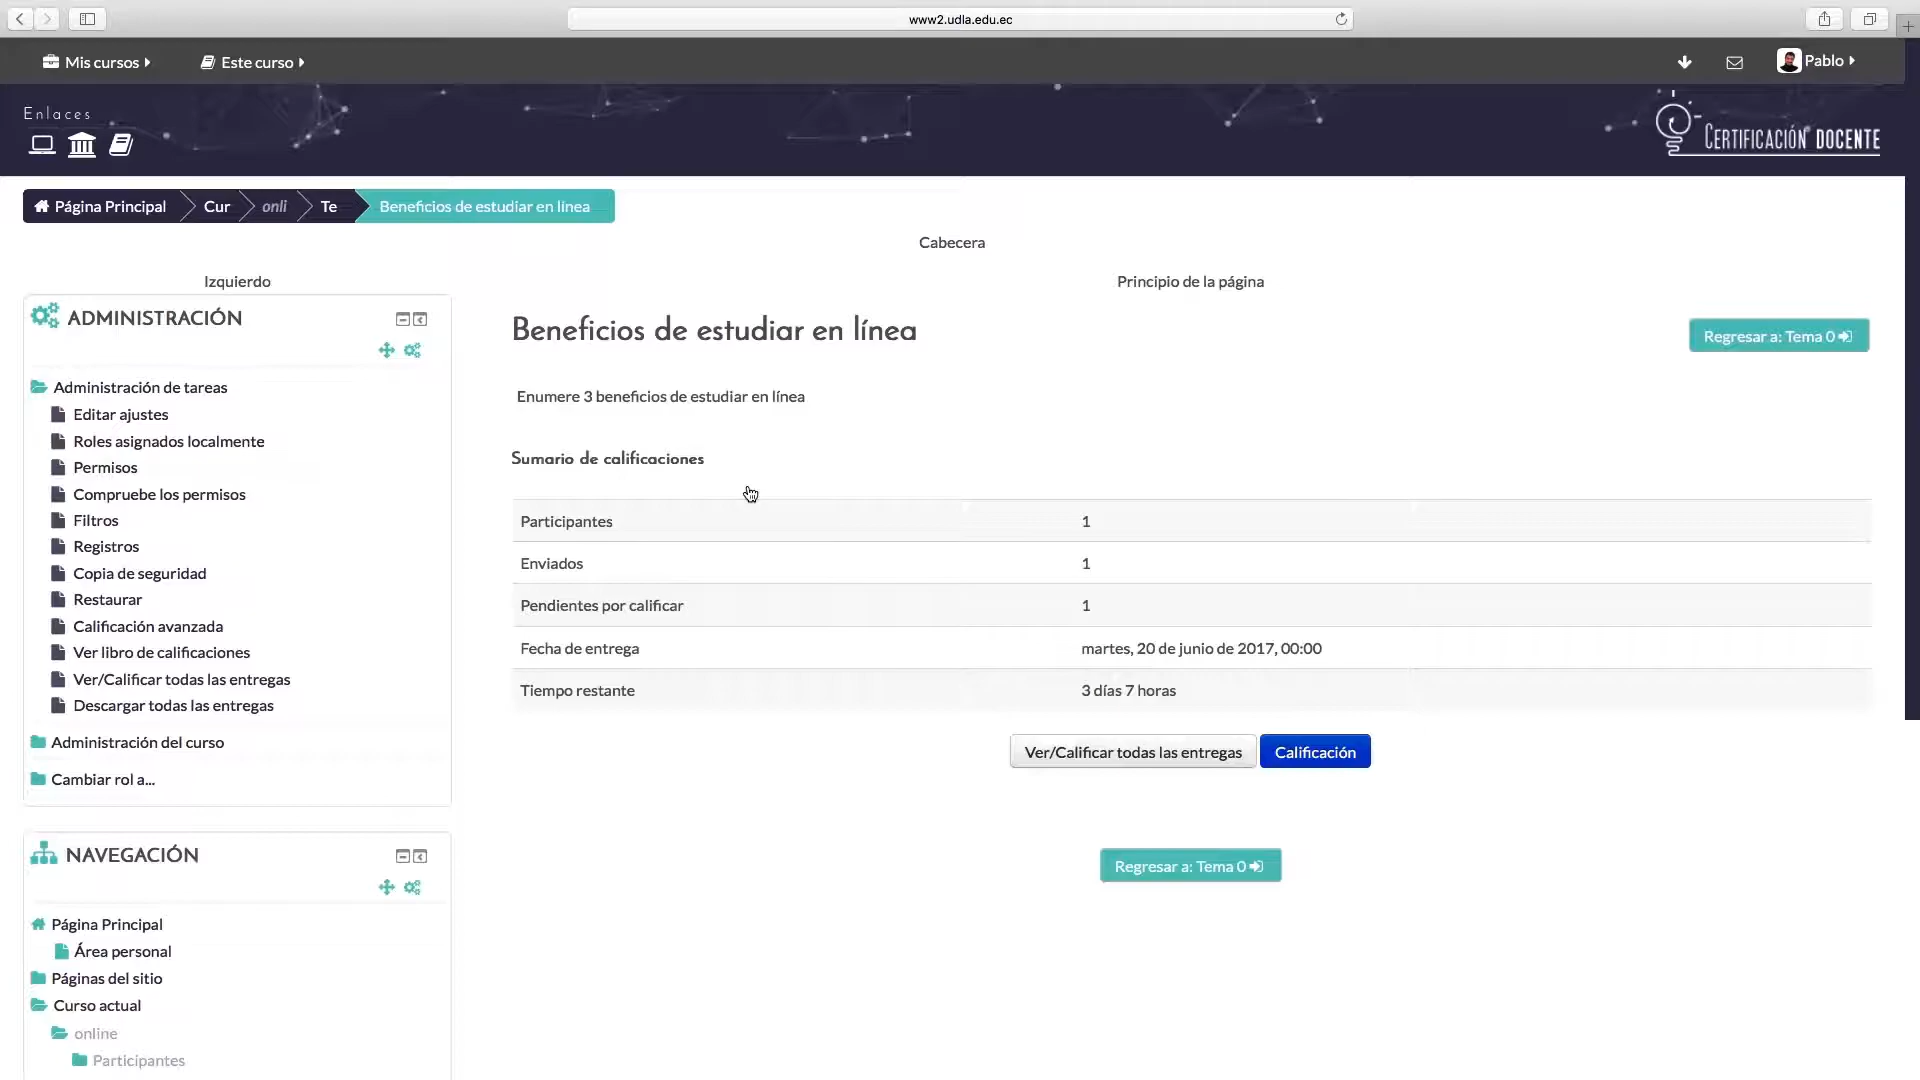 www2.udla.edu.ec
Mis cursos
Este curso
Pablo
Enlaces
CERTIFICACIÓN DOCENTE
Página Principal
Cur
onli
Te
Beneficios de estudiar en línea
Cabecera
Izquierdo
Principio de la página
ADMINISTRACIÓN
Administración de tareas
Editar ajustes
Roles asignados localmente
Permisos
Compruebe los permisos
Filtros
Registros
Copia de seguridad
Restaurar
Calificación avanzada
Ver libro de calificaciones
Ver/Calificar todas las entregas
Descargar todas las entregas
Administración del curso
Cambiar rol a...
NAVEGACIÓN
Página Principal
Área personal
Páginas del sitio
Curso actual
online
Participantes
Beneficios de estudiar en línea
Regresar a: Tema 0
Enumere 3 beneficios de estudiar en línea
Sumario de calificaciones
Participantes 1
Enviados 1
Pendientes por calificar 1
Fecha de entrega martes, 20 de junio de 2017, 00:00
Tiempo restante 3 días 7 horas
Ver/Calificar todas las entregas
Calificación
Regresar a: Tema 0